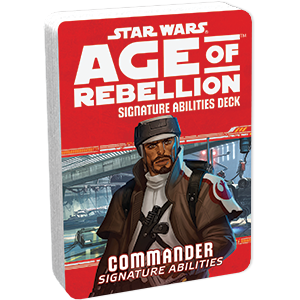 STAR WARS
AGE OF
REBELLION
SIGNATURE ABILITIES DECK
COMMANDER
SIGNATURE ABILITIES